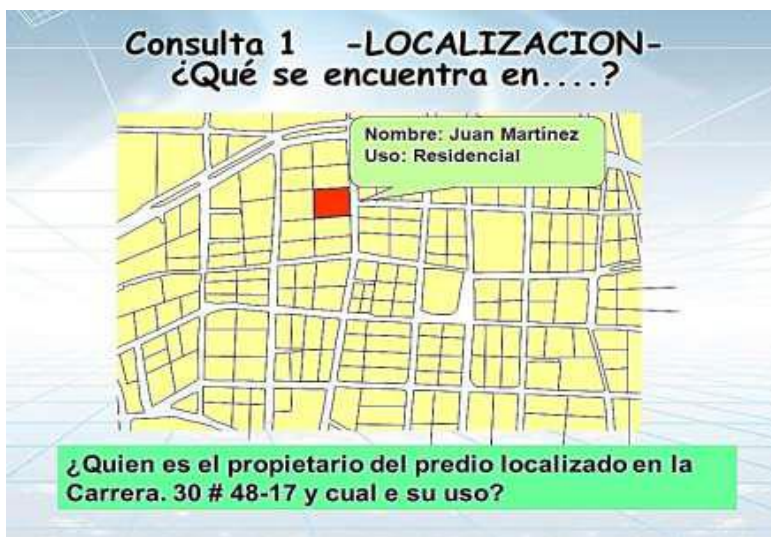 Consulta 1 -LOCALIZACION-
¿Qué se encuentra en....?
Nombre: Juan Martinez
Uso: Residencial
¿Quien es el propietario del predio localizado en la
Carrera. 30 # 48-17 y cual e su uso?